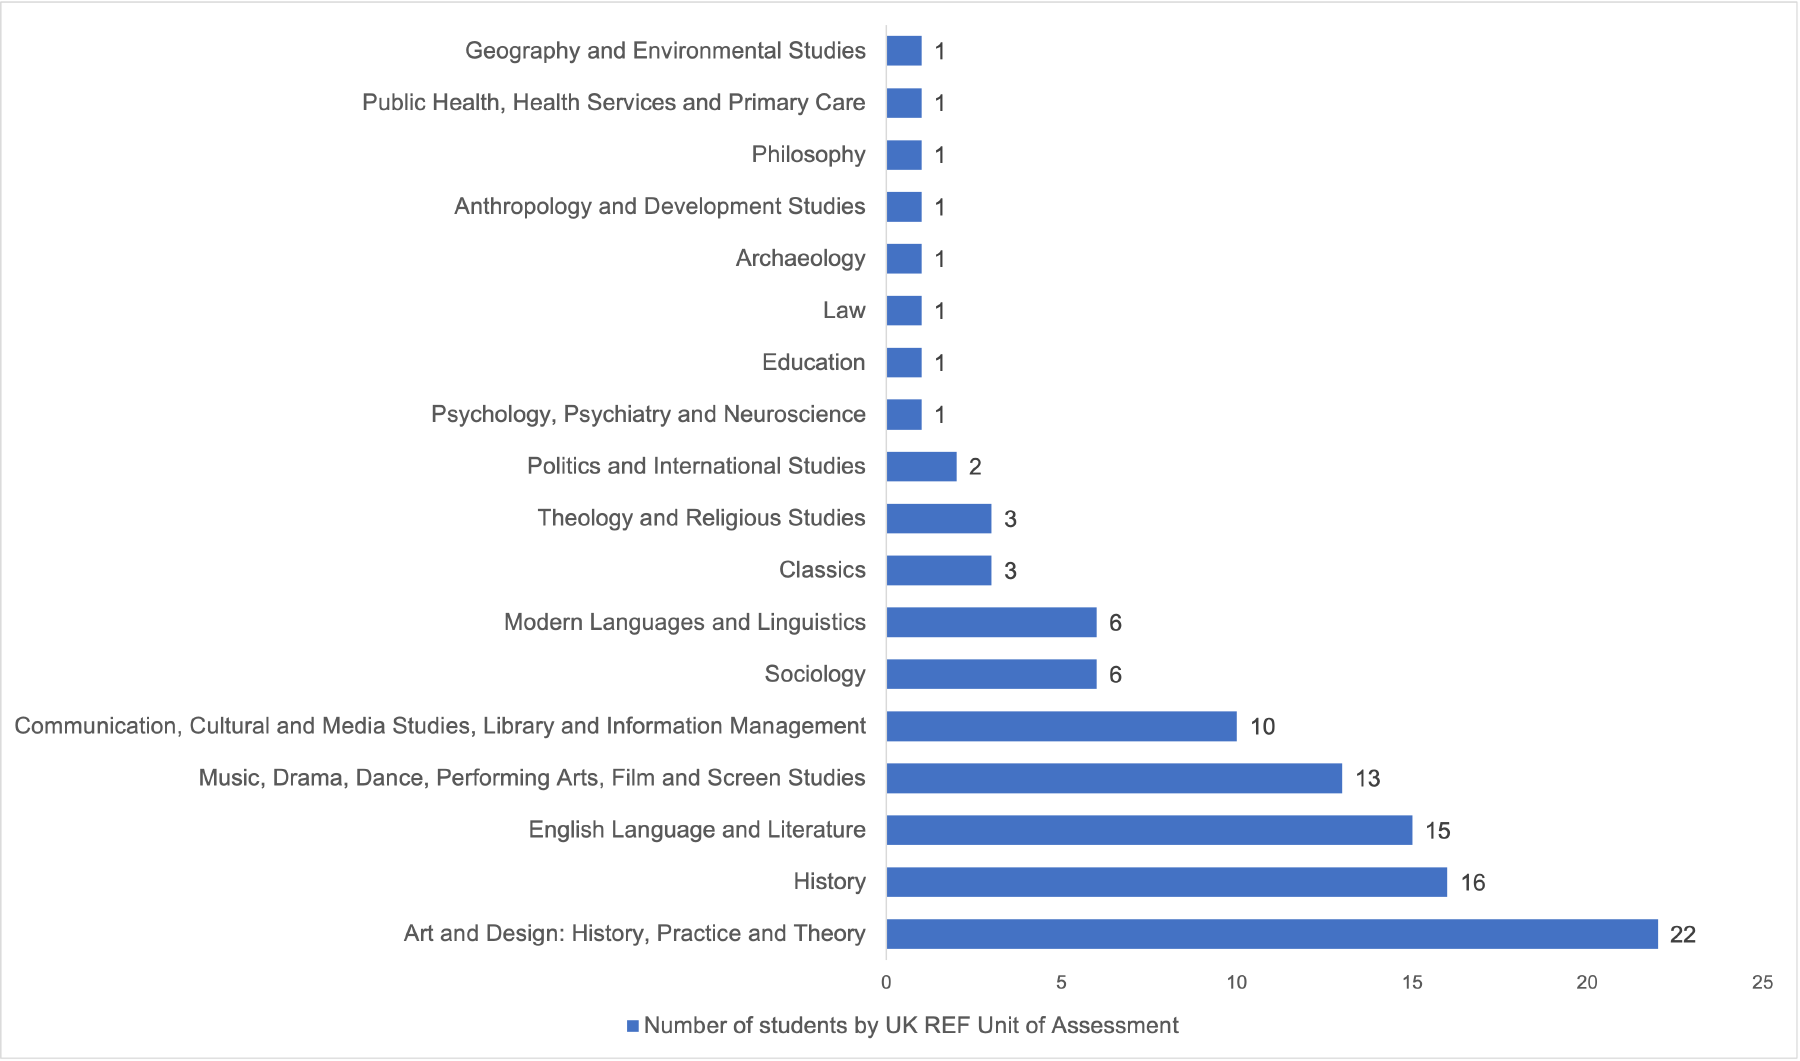 Geography and Environmental Studies 1
Public Health, Health Services and Primary Care 1
Philosophy 1
Anthropology and Development Studies 1
Archaeology 1
Law 1
Education 1
Psychology, Psychiatry and Neuroscience 1
Politics and International Studies 2
Theology and Religious Studies 3
Classics 3
Modern Languages and Linguistics 6
Sociology 6
Communication, Cultural and Media Studies, Library and Information Management 10
Music, Drama, Dance, Performing Arts, Film and Screen Studies 13
English Language and Literature 15
History 16
Art and Design: History, Practice and Theory 22
0 5 10 15 20 25
Number of students by UK REF Unit of Assessment